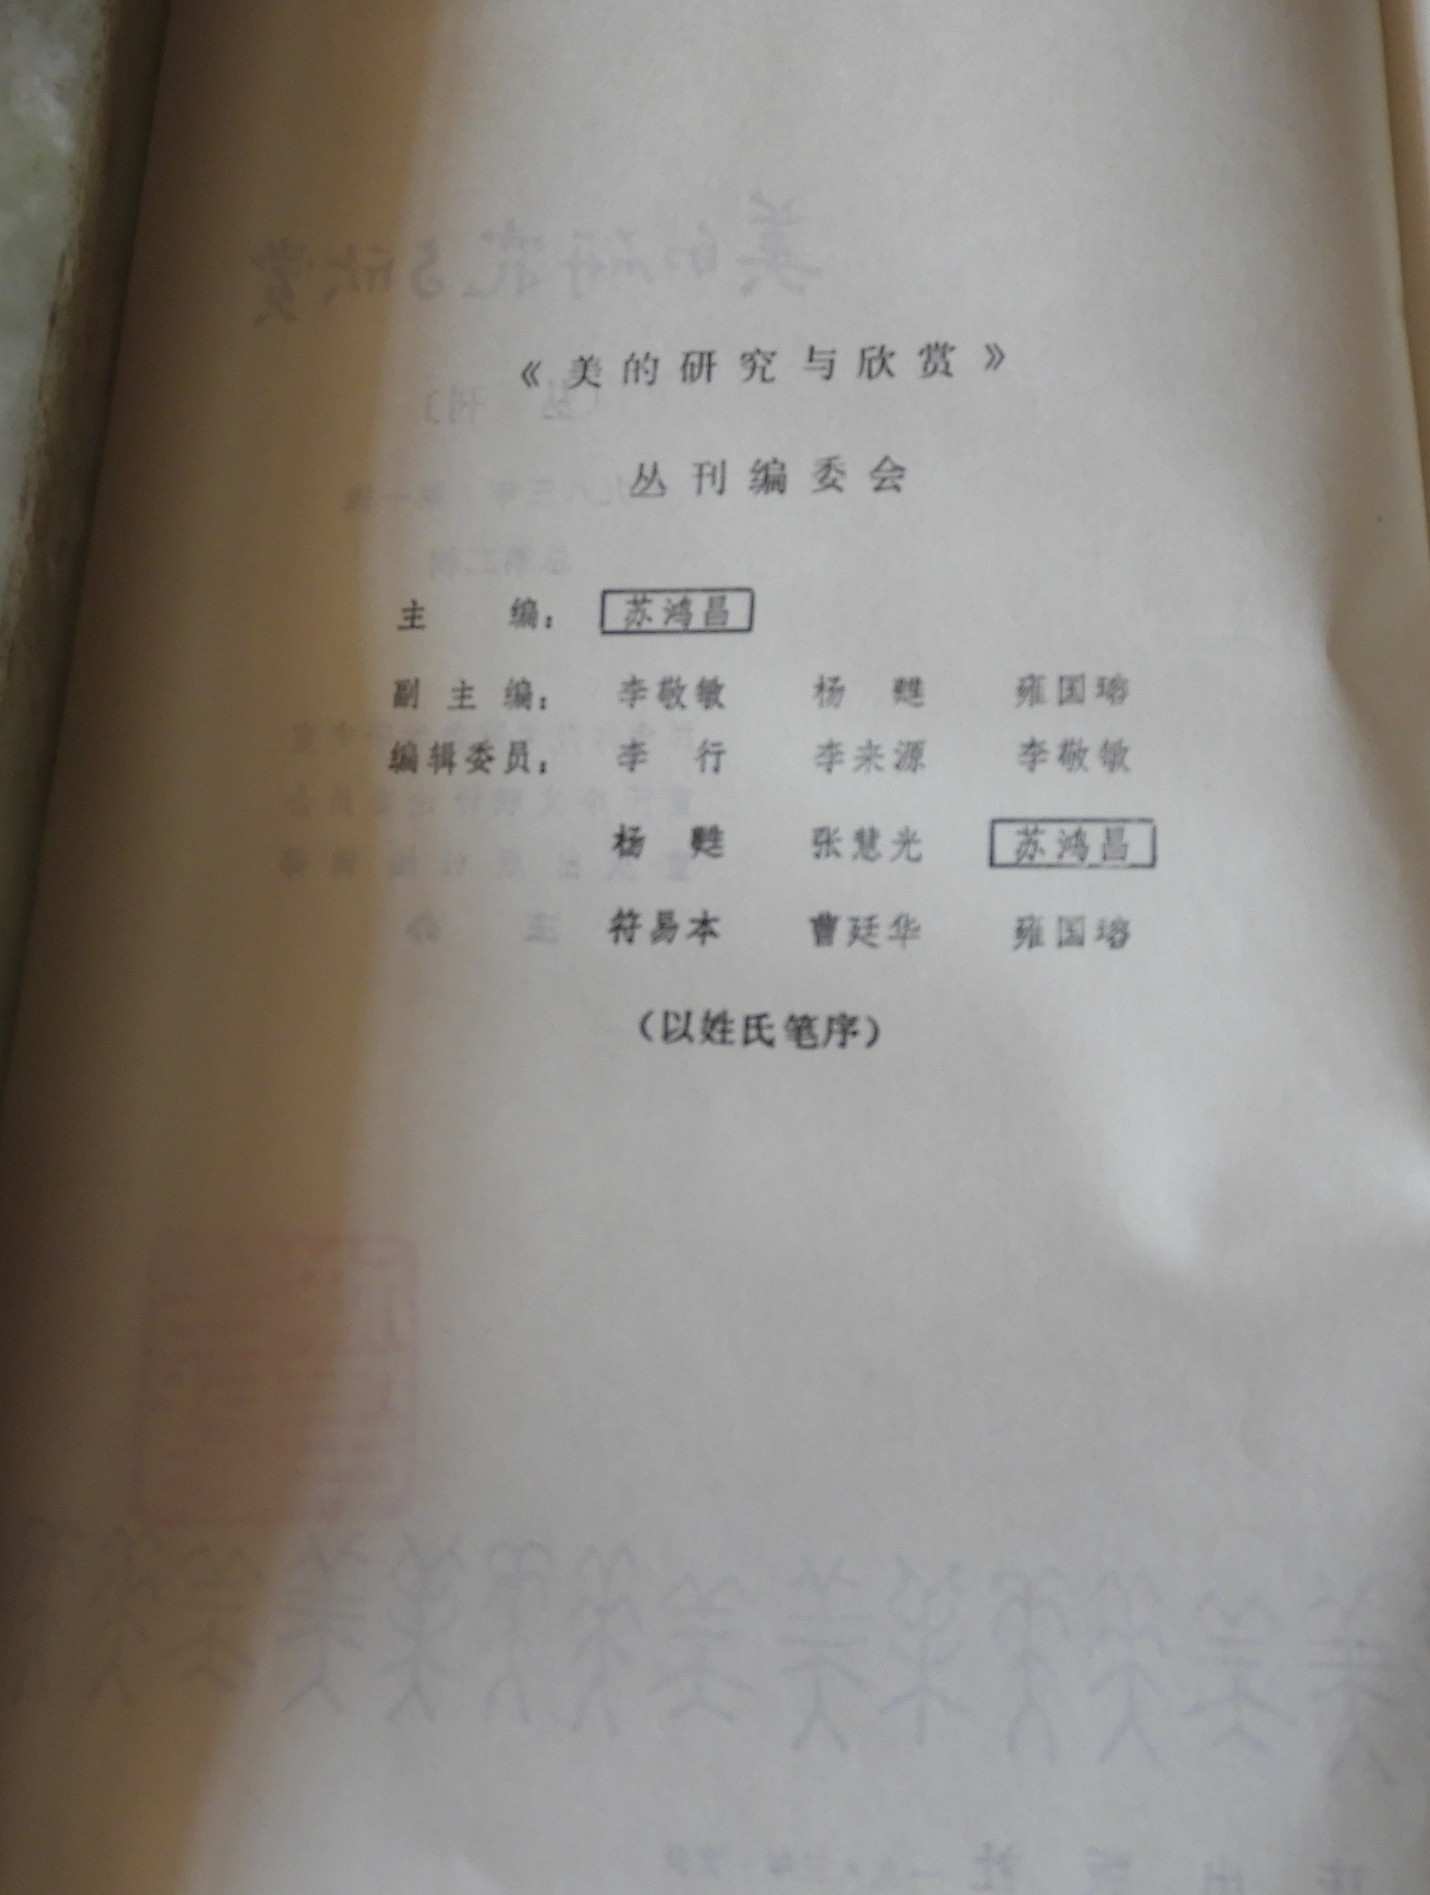 《美的研究与欣赏》
丛刊编委会
主 编： 苏鸿昌
副主编： 李敬敏 杨甦 雍国瑢
编辑委员： 李行 李来源 李敬敏
杨甦 张慧光 苏鸿昌
符易本 曹廷华 雍国瑢
（以姓氏笔序）